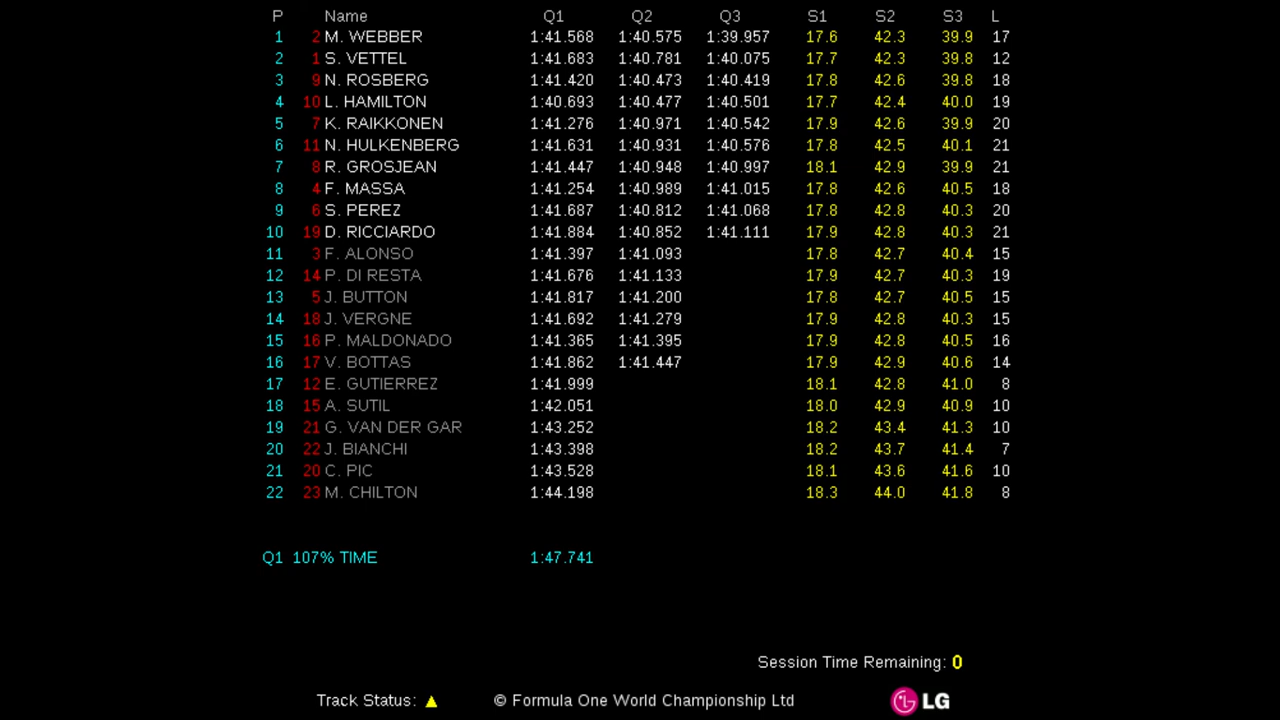 P Name Q1 Q2 Q3 S1 S2 S3 L
1 2 M. WEBBER 1:41.568 1:40.575 1:39.957 17.6 42.3 39.9 17
2 1 S. VETTEL 1:41.683 1:40.781 1:40.075 17.7 42.3 39.8 12
3 9 N. ROSBERG 1:41.420 1:40.473 1:40.419 17.8 42.6 39.8 18
4 10 L. HAMILTON 1:40.693 1:40.477 1:40.501 17.7 42.4 40.0 19
5 7 K. RAIKKONEN 1:41.276 1:40.971 1:40.542 17.9 42.6 39.9 20
6 11 N. HULKENBERG 1:41.631 1:40.931 1:40.576 17.8 42.5 40.1 21
7 8 R. GROSJEAN 1:41.447 1:40.948 1:40.997 18.1 42.9 39.9 21
8 4 F. MASSA 1:41.254 1:40.989 1:41.015 17.8 42.6 40.5 18
9 6 S. PEREZ 1:41.687 1:40.812 1:41.068 17.8 42.8 40.3 20
10 19 D. RICCIARDO 1:41.884 1:40.852 1:41.111 17.9 42.8 40.3 21
11 3 F. ALONSO 1:41.397 1:41.093 17.8 42.7 40.4 15
12 14 P. DI RESTA 1:41.676 1:41.133 17.9 42.7 40.3 19
13 5 J. BUTTON 1:41.817 1:41.200 17.8 42.7 40.5 15
14 18 J. VERGNE 1:41.692 1:41.279 17.9 42.8 40.3 15
15 16 P. MALDONADO 1:41.365 1:41.395 17.9 42.8 40.5 16
16 17 V. BOTTAS 1:41.862 1:41.447 17.9 42.9 40.6 14
17 12 E. GUTIERREZ 1:41.999 18.1 42.8 41.0 8
18 15 A. SUTIL 1:42.051 18.0 42.9 40.9 10
19 21 G. VAN DER GAR 1:43.252 18.2 43.4 41.3 10
20 22 J. BIANCHI 1:43.398 18.2 43.7 41.4 7
21 20 C. PIC 1:43.528 18.1 43.6 41.6 10
22 23 M. CHILTON 1:44.198 18.3 44.0 41.8 8
Q1 107% TIME 1:47.741
Session Time Remaining: 0
Track Status: © Formula One World Championship Ltd LG